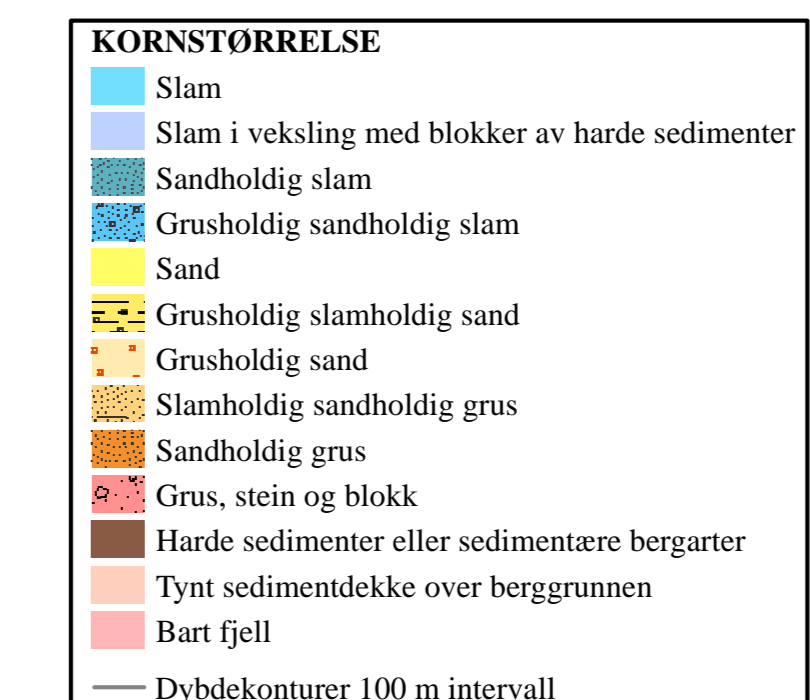 KORNSTØRRELSE
Slam
Slam i veksling med blokker av harde sedimenter
Sandholdig slam
Grusholdig sandholdig slam
Sand
Grusholdig slamholdig sand
Grusholdig sand
Slamholdig sandholdig grus
Sandholdig grus
Grus, stein og blokk
Harde sedimenter eller sedimentære bergarter
Tynt sedimentdekke over berggrunnen
Bart fjell
Dybdekonturer 100 m intervall